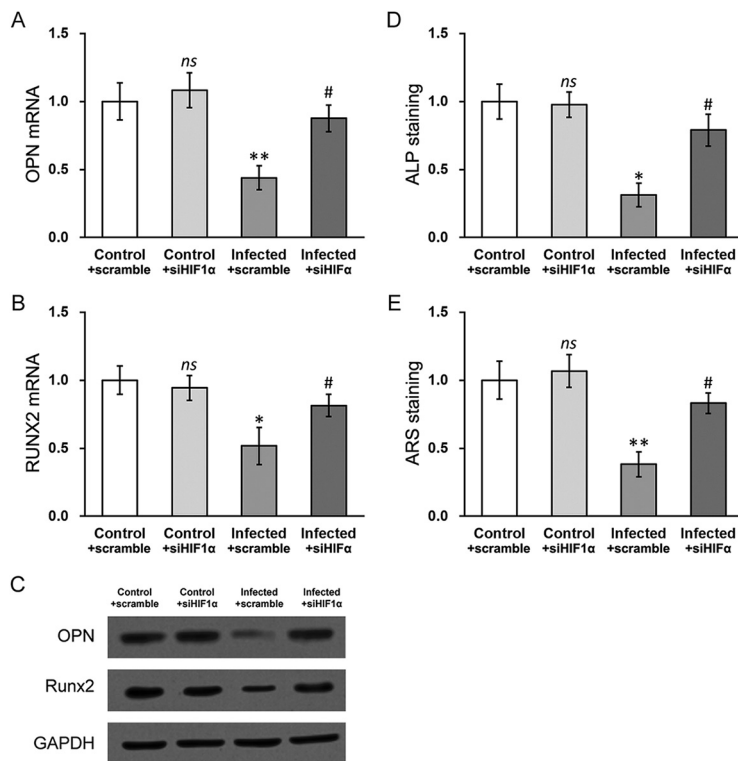 A
OPN mRNA
1.5
1.0
0.5
0.0
ns
**
#
Control
+scramble
Control
+siHIF1α
Infected
+scramble
Infected
+siHIFα
B
RUNX2 mRNA
1.5
1.0
0.5
0.0
ns
*
#
Control
+scramble
Control
+siHIF1α
Infected
+scramble
Infected
+siHIFα
C
Control
+scramble
Control
+siHIF1α
Infected
+scramble
Infected
+siHIF1α
OPN
Runx2
GAPDH
D
ALP staining
1.5
1.0
0.5
0.0
ns
*
#
Control
+scramble
Control
+siHIF1α
Infected
+scramble
Infected
+siHIFα
E
ARS staining
1.5
1.0
0.5
0.0
ns
**
#
Control
+scramble
Control
+siHIF1α
Infected
+scramble
Infected
+siHIFα